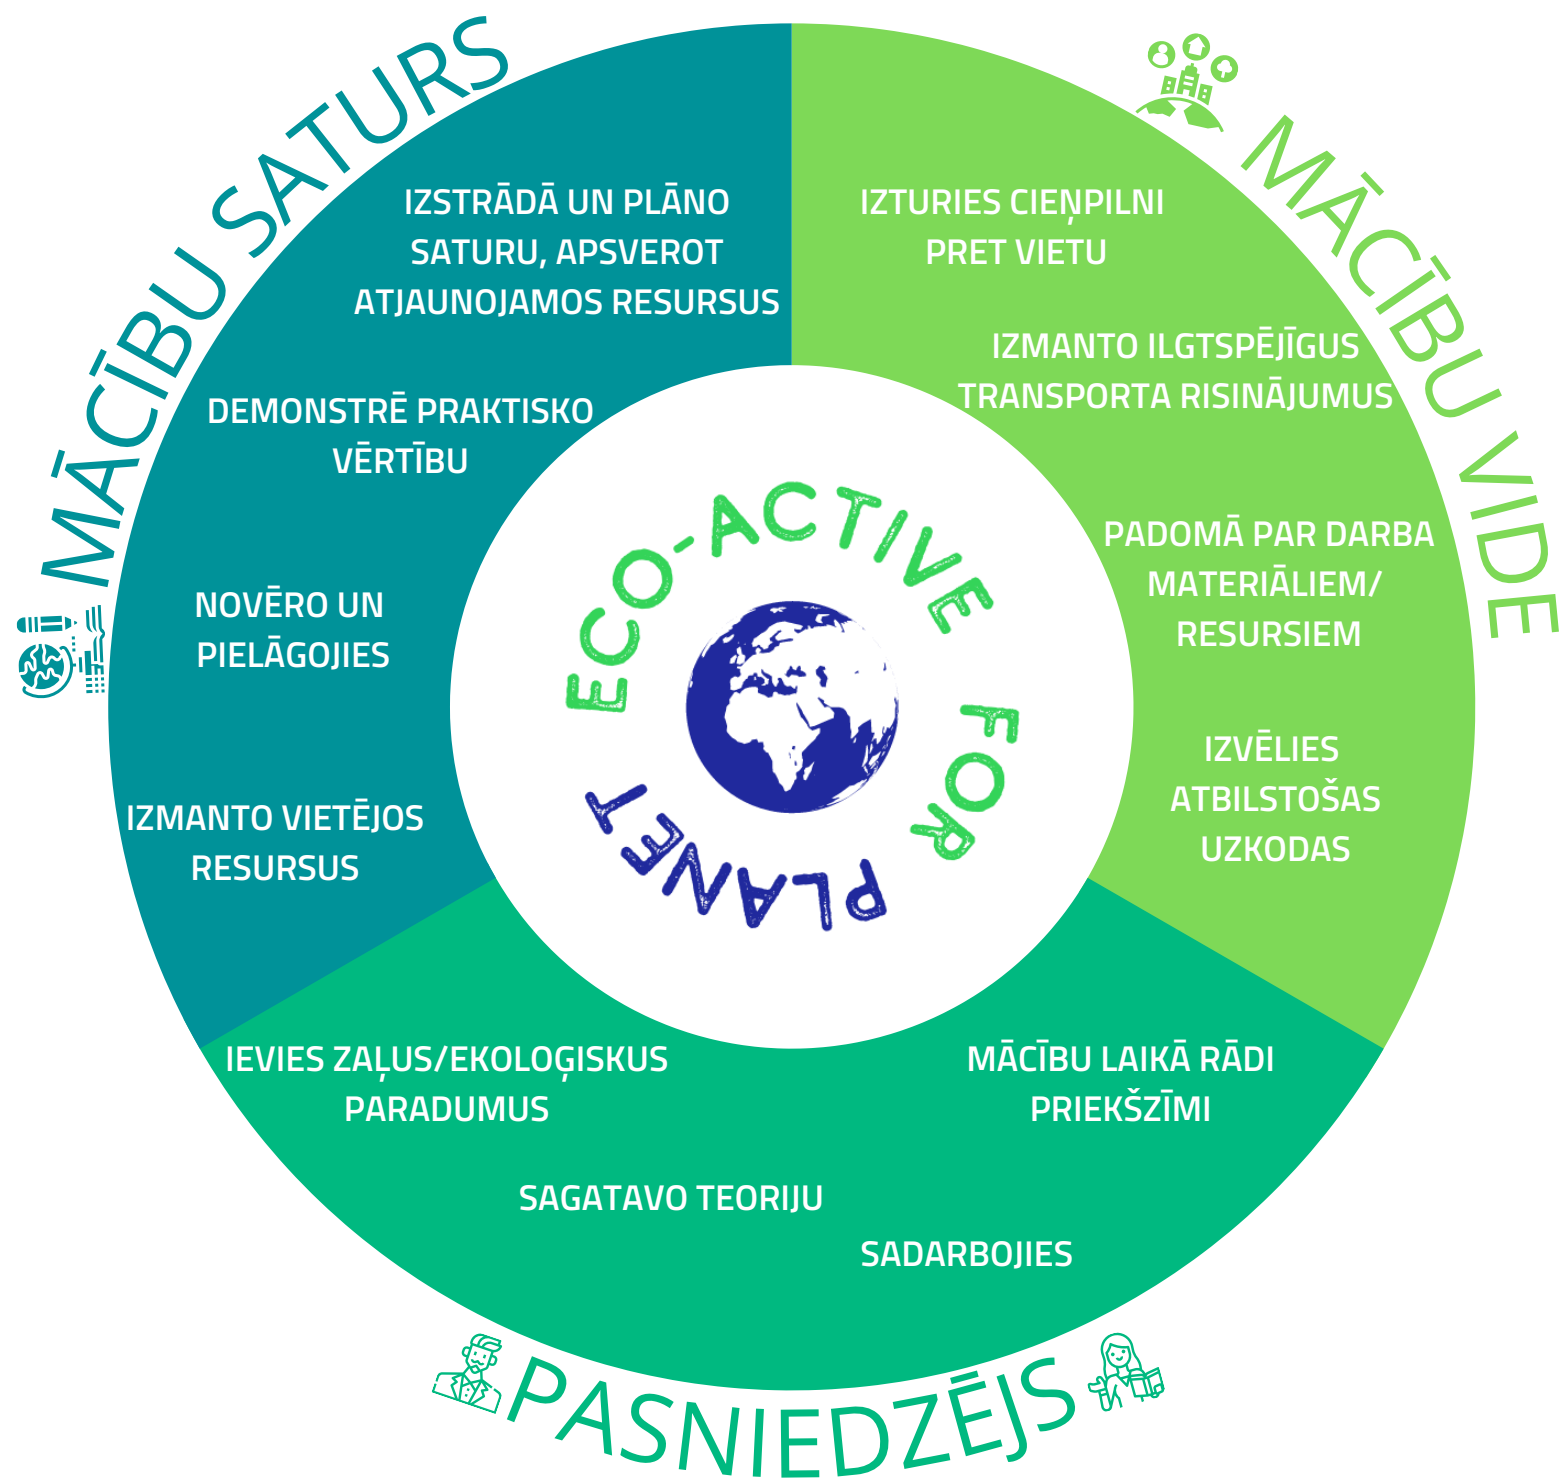 MĀCĪBU SATURS
IZSTRĀDĀ UN PLĀNO
SATURU, APSVEROT
ATJAUNOJAMOS RESURSUS
DEMONSTRĒ PRAKTISKO
VĒRTĪBU
NOVĒRO UN
PIELĀGOJIES
IZMANTO VIETĒJOS
RESURSUS
MĀCĪBU VIDE
IZTURIES CIEŅPILNI
PRET VIETU
IZMANTO ILGTSPĒJĪGUS
TRANSPORTA RISINĀJUMUS
PADOMĀ PAR DARBA
MATERIĀLIEM/
RESURSIEM
IZVĒLIES
ATBILSTOŠAS
UZKODAS
ECO-ACTIVE FOR PLANET
IEVIES ZAĻUS/EKOLOĢISKUS
PARADUMUS
MĀCĪBU LAIKĀ RĀDI
PRIEKŠZĪMI
SAGATAVO TEORIJU
SADARBOJIES
PASNIEDZĒJS